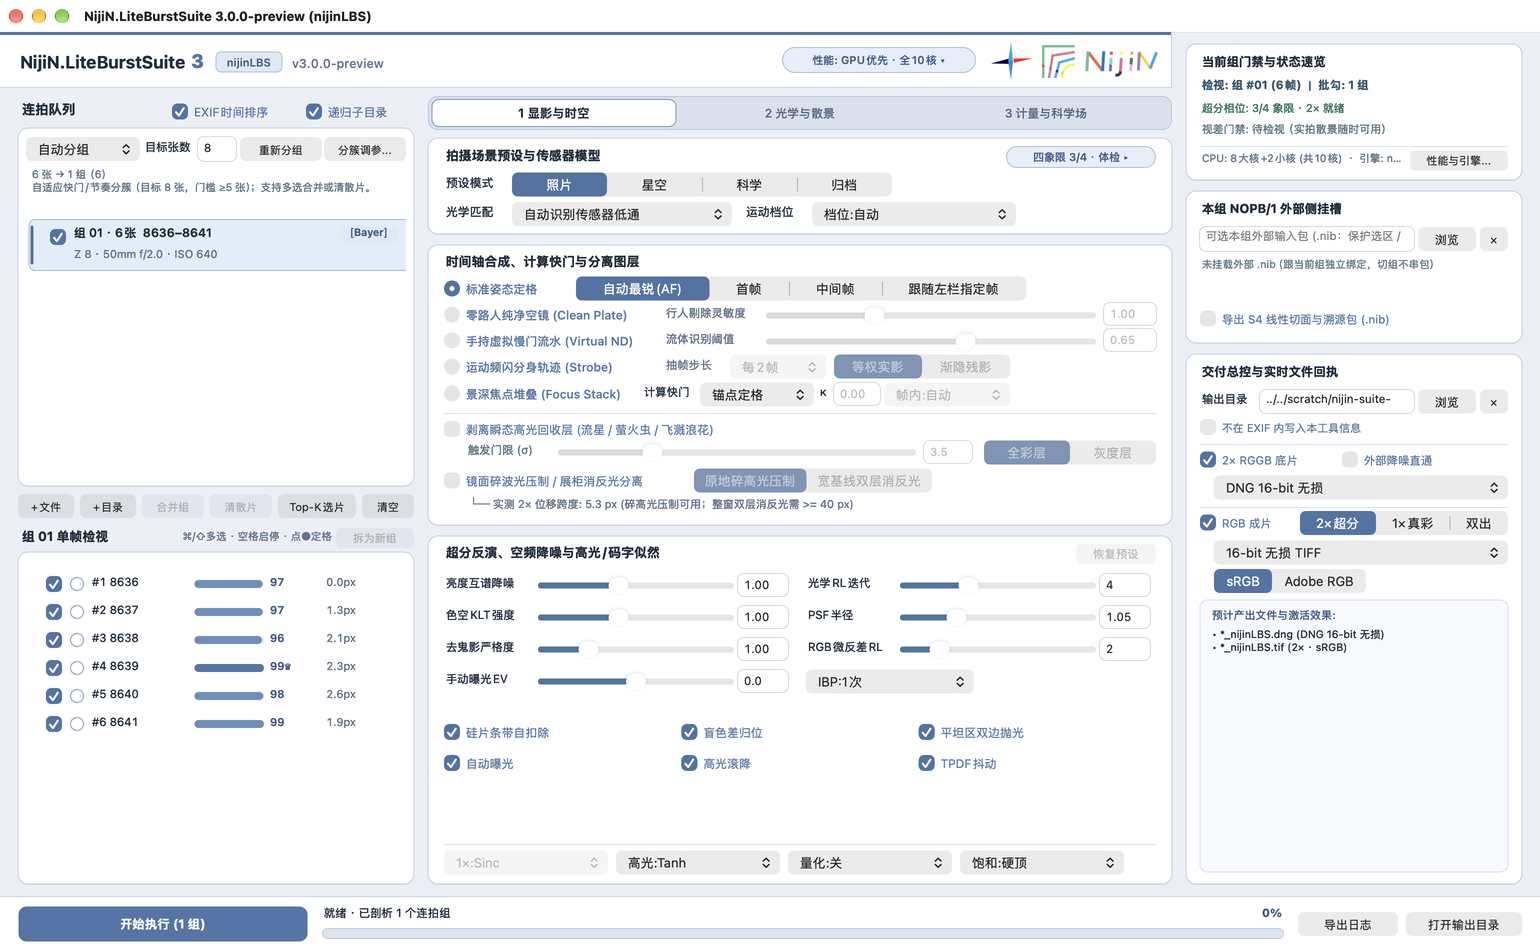 NijiN.LiteBurstSuite 3.0.0-preview (nijinLBS)
NijiN.LiteBurstSuite 3 nijinLBS v3.0.0-preview
性能: GPU优先 · 全10核 ▾
NijiN
连拍队列
EXIF时间排序
递归子目录
自动分组
目标张数
8
重新分组
分簇调参...
6 张 → 1 组 (6)
自适应快门/节奏分簇 (目标 8 张, 门槛 ≥5 张); 支持多选合并或清散片。
组 01 · 6张 8636–8641
[Bayer]
Z 8 · 50mm f/2.0 · ISO 640
+文件
+目录
合并组
清散片
Top-K选片
清空
组 01 单帧检视
⌘/⇧多选 · 空格启停 · 点●定格
拆为新组
#1 8636 97 0.0px
#2 8637 97 1.3px
#3 8638 96 2.1px
#4 8639 99♛ 2.3px
#5 8640 98 2.6px
#6 8641 99 1.9px
1 显影与时空
2 光学与散景
3 计量与科学场
拍摄场景预设与传感器模型
四象限 3/4 · 体检 ▸
预设模式
照片
星空
科学
归档
光学匹配
自动识别传感器低通
运动档位
档位:自动
时间轴合成、计算快门与分离图层
标准姿态定格
自动最锐(AF)
首帧
中间帧
跟随左栏指定帧
零路人纯净空镜 (Clean Plate)
行人剔除灵敏度
1.00
手持虚拟慢门流水 (Virtual ND)
流体识别阈值
0.65
运动频闪分身轨迹 (Strobe)
抽帧步长
每2帧
等权实影
渐隐残影
景深焦点堆叠 (Focus Stack)
计算快门
锚点定格
K
0.00
帧内:自动
剥离瞬态高光回收层 (流星 / 萤火虫 / 飞溅浪花)
触发门限 (σ)
3.5
全彩层
灰度层
镜面碎波光压制 / 展柜消反光分离
原地碎高光压制
宽基线双层消反光
└─ 实测 2× 位移跨度: 5.3 px (碎高光压制可用; 整窗双层消反光需 >= 40 px)
超分反演、空频降噪与高光/码字似然
恢复预设
亮度互谱降噪
1.00
光学RL迭代
4
色空KLT强度
1.00
PSF半径
1.05
去鬼影严格度
1.00
RGB微反差RL
2
手动曝光EV
0.0
IBP:1次
硅片条带自扣除
盲色差归位
平坦区双边抛光
自动曝光
高光滚降
TPDF抖动
1×:Sinc
高光:Tanh
量化:关
饱和:硬顶
当前组门禁与状态速览
检视: 组 #01 (6帧) | 批勾: 1 组
超分相位: 3/4 象限 · 2× 就绪
视差门禁: 待检视 (实拍散景随时可用)
CPU: 8大核+2小核 (共10核) · 引擎: n...
性能与引擎...
本组 NOPB/1 外部侧挂槽
可选本组外部输入包 (.nib: 保护选区 /
浏览
×
未挂载外部 .nib (跟当前组独立绑定, 切组不串包)
导出 S4 线性切面与溯源包 (.nib)
交付总控与实时文件回执
输出目录
../../scratch/nijin-suite-
浏览
×
不在 EXIF 内写入本工具信息
2× RGGB 底片
外部降噪直通
DNG 16-bit 无损
RGB 成片
2×超分
1×真彩
双出
16-bit 无损 TIFF
sRGB
Adobe RGB
预计产出文件与激活效果:
• *_nijinLBS.dng (DNG 16-bit 无损)
• *_nijinLBS.tif (2× · sRGB)
开始执行 (1 组)
就绪 · 已剖析 1 个连拍组
0%
导出日志
打开输出目录